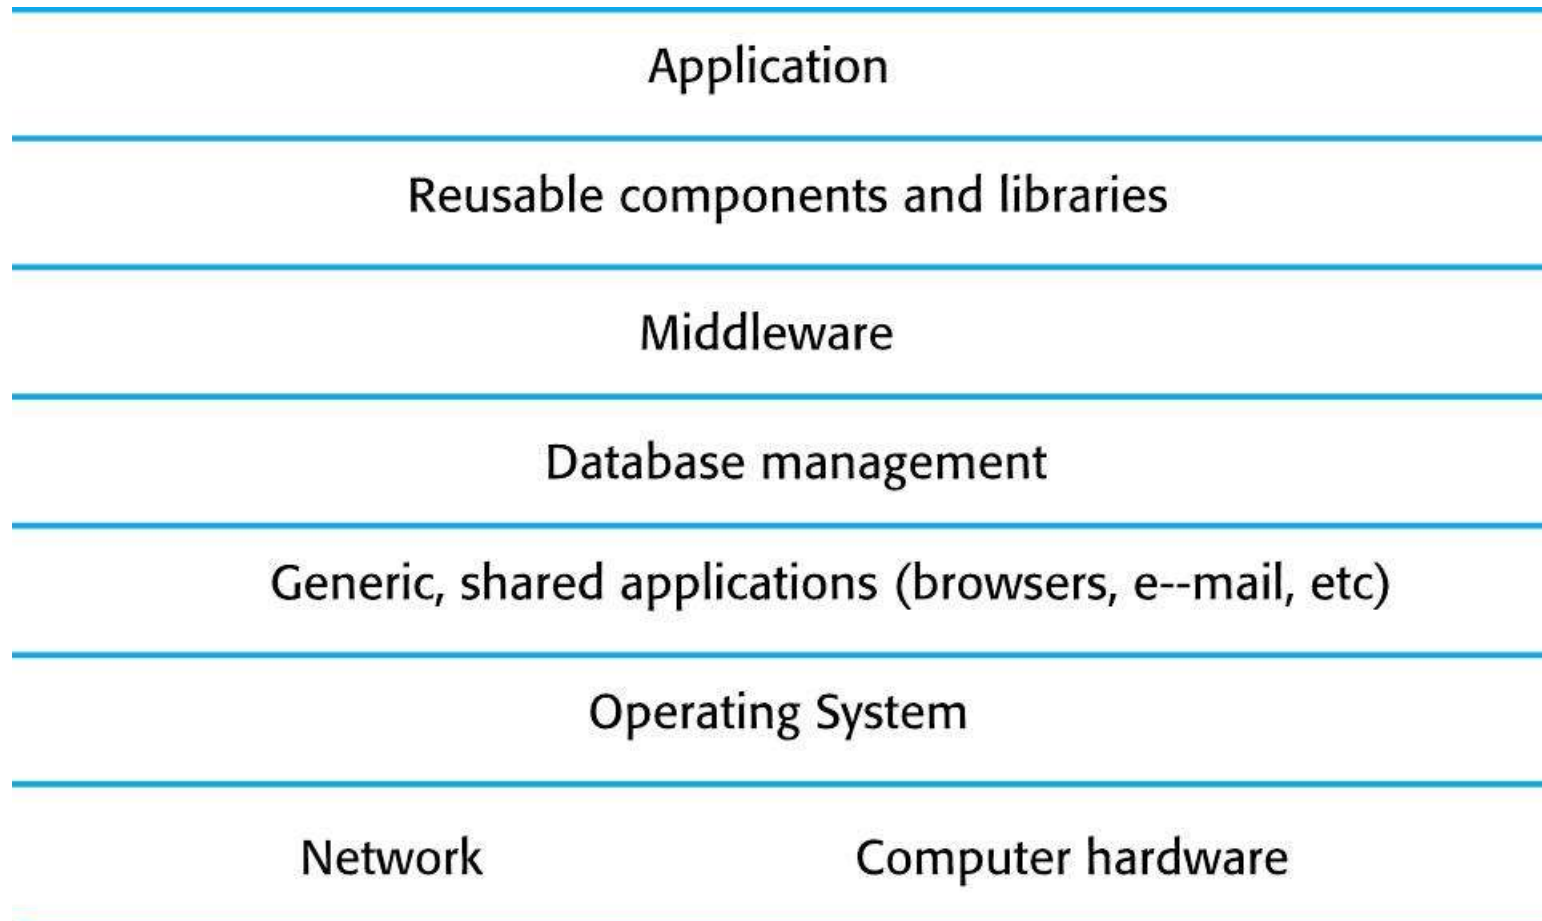 Application
Reusable components and libraries
Middleware
Database management
Generic, shared applications (browsers, e--mail, etc)
Operating System
Network Computer hardware